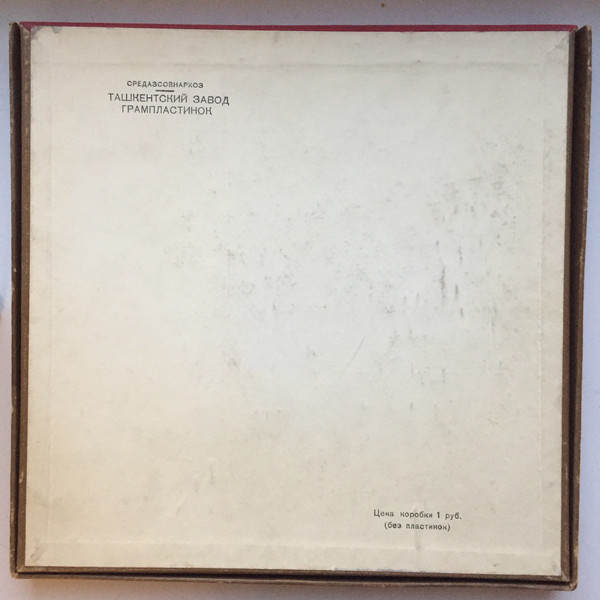 СРЕДАЗСОВНАРХОЗ
ТАШКЕНТСКИЙ ЗАВОД
ГРАМПЛАСТИНОК
Цена коробки 1 руб.
(без пластинок)